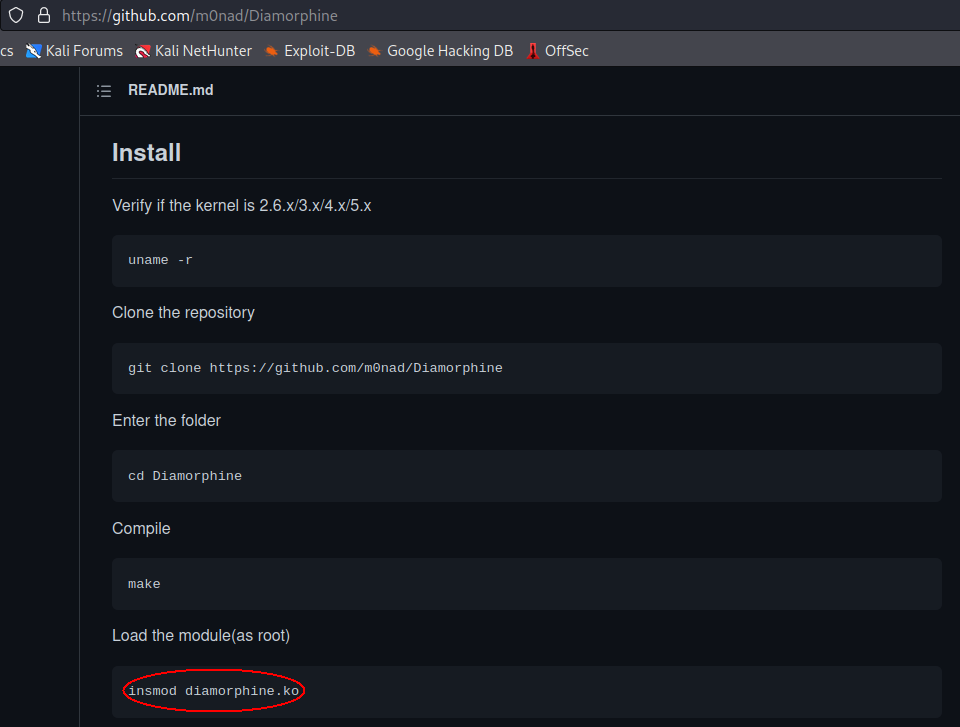 https://github.com/m0nad/Diamorphine
cs Kali Forums Kali NetHunter Exploit-DB Google Hacking DB OffSec
README.md
Install
Verify if the kernel is 2.6.x/3.x/4.x/5.x
uname -r
Clone the repository
git clone https://github.com/m0nad/Diamorphine
Enter the folder
cd Diamorphine
Compile
make
Load the module(as root)
insmod diamorphine.ko